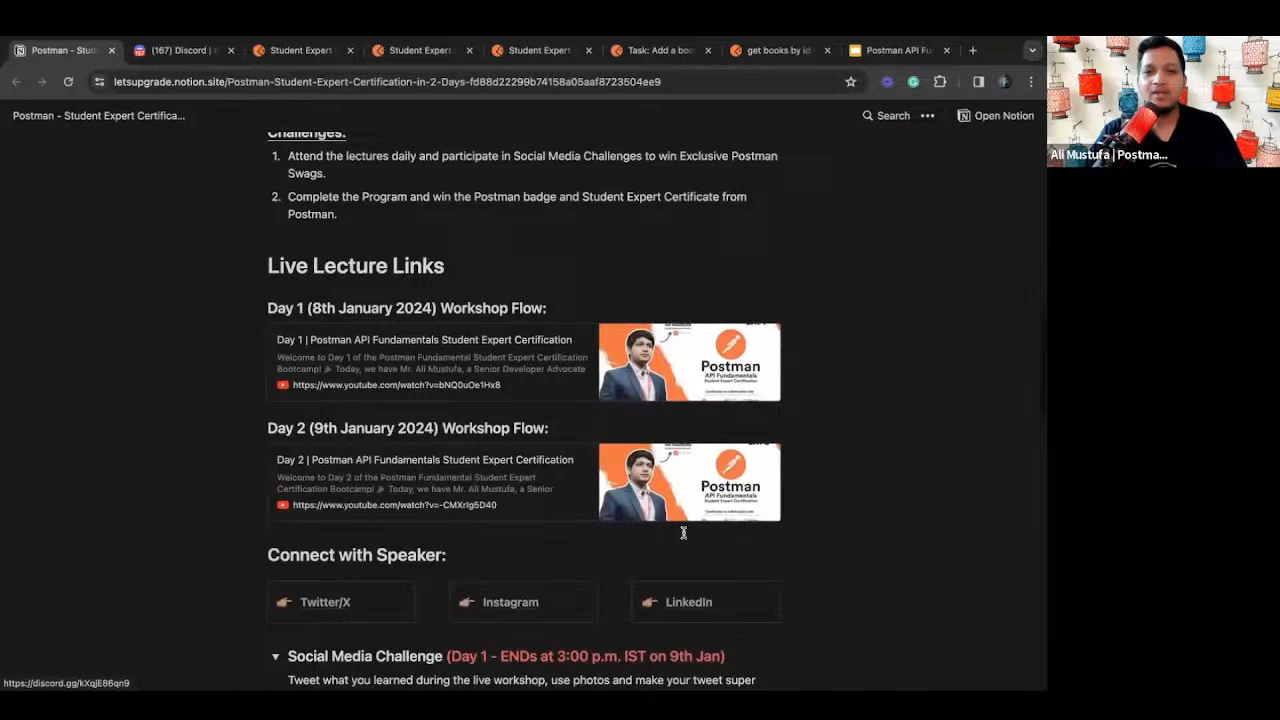 Postman - Stud
(167) Discord |
Student Expert
Student Expert
Student Expert
Task: Add a boo
get books by id
Postman API Fu
letsupgrade.notion.site/Postman-Student-Expert-Certification-in-2-D
Postman - Student Expert Certifica...
Search
Open Notion
Ali Mustufa | Postma...
Challenges:
1. Attend the lectures daily and participate in Social Media Challenges to win Exclusive Postman
Swags.
2. Complete the Program and win the Postman badge and Student Expert Certificate from
Postman.
Live Lecture Links
Day 1 (8th January 2024) Workshop Flow:
Day 1 | Postman API Fundamentals Student Expert Certification
Welcome to Day 1 of the Postman Fundamental Student Expert Certification
Bootcamp! Today, we have Mr. Ali Mustufa, a Senior Developer Advocate
https://www.youtube.com/watch?v=bNQ0uOe1Hx8
Postman
API Fundamentals
Student Expert Certification
Day 2 (9th January 2024) Workshop Flow:
Day 2 | Postman API Fundamentals Student Expert Certification
Welcome to Day 2 of the Postman Fundamentals Student Expert
Certification Bootcamp! Today, we have Mr. Ali Mustufa, a Senior
https://www.youtube.com/watch?v=-CMXrIg5D40
Postman
API Fundamentals
Student Expert Certification
Connect with Speaker:
Twitter/X
Instagram
LinkedIn
Social Media Challenge (Day 1 - ENDs at 3:00 p.m. IST on 9th Jan)
Tweet what you learned during the live workshop, use photos and make your tweet super
https://discord.gg/kXqjE86qn9